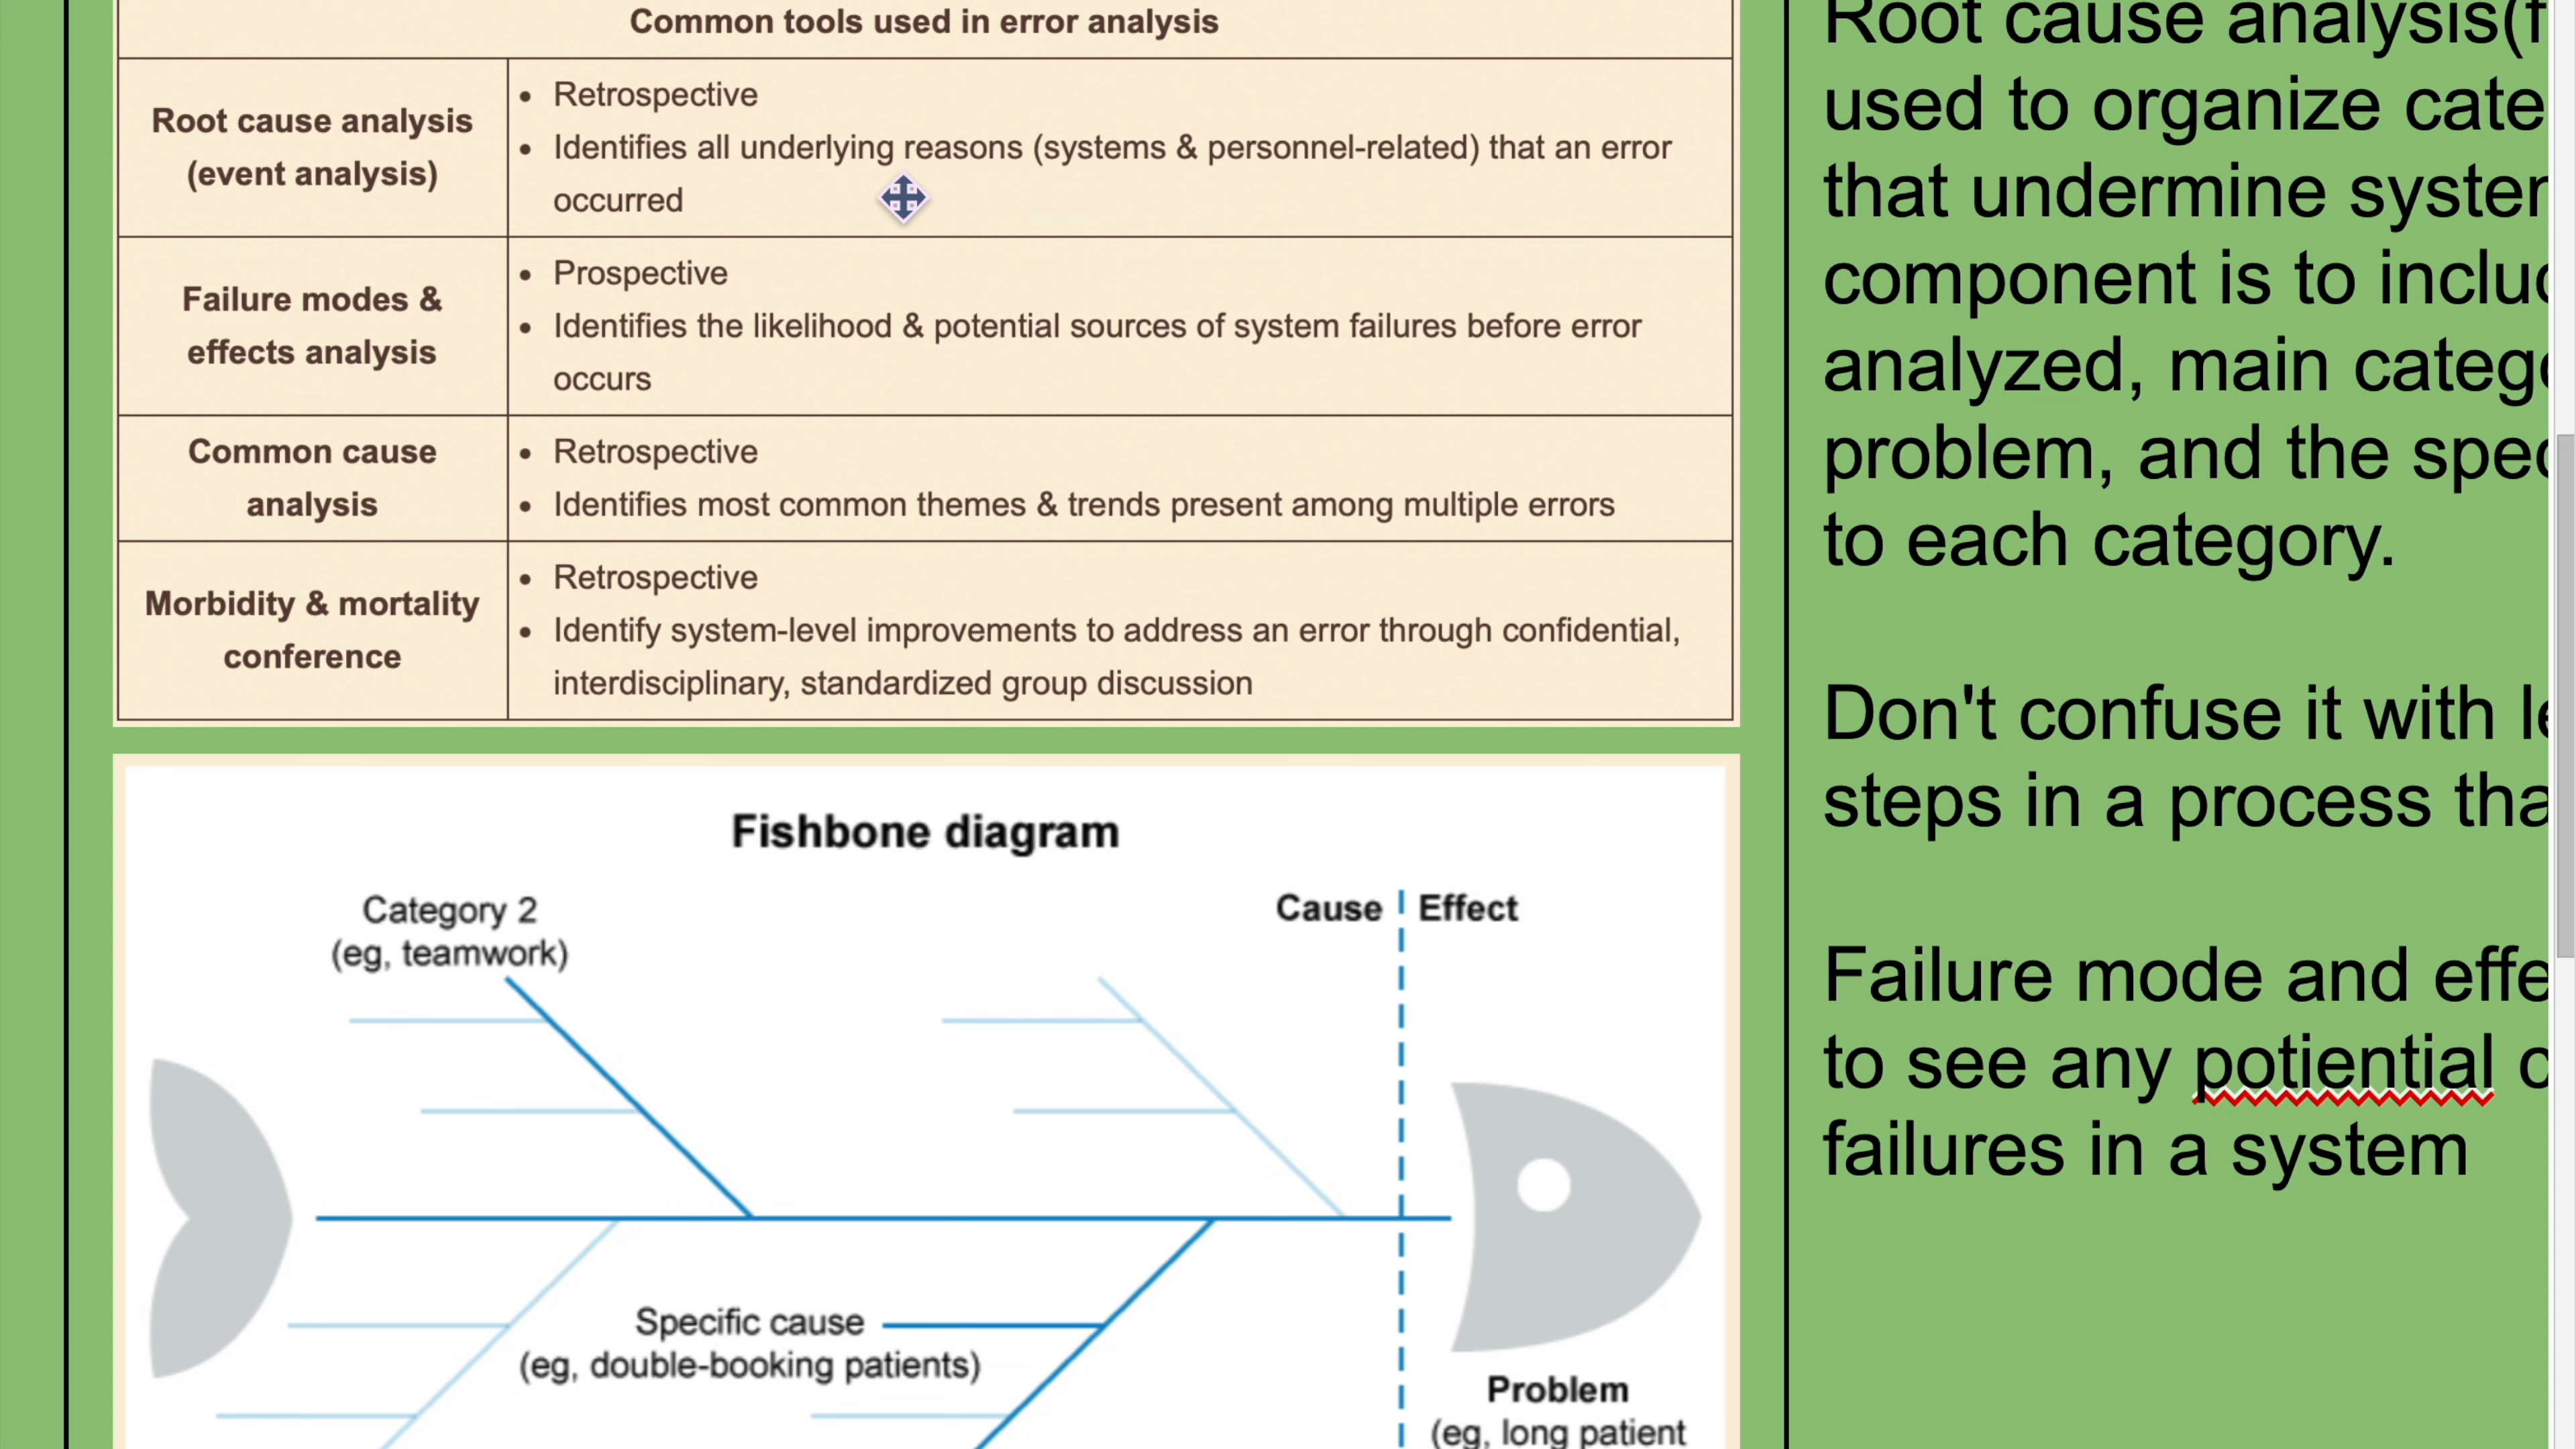 Common tools used in error analysis
Root cause analysis
(event analysis)
• Retrospective
• Identifies all underlying reasons (systems & personnel-related) that an error
occurred
Failure modes &
effects analysis
• Prospective
• Identifies the likelihood & potential sources of system failures before error
occurs
Common cause
analysis
• Retrospective
• Identifies most common themes & trends present among multiple errors
Morbidity & mortality
conference
• Retrospective
• Identify system-level improvements to address an error through confidential,
interdisciplinary, standardized group discussion
Fishbone diagram
Category 2
(eg, teamwork)
Cause
Effect
Specific cause
(eg, double-booking patients)
Problem
(eg, long patient
Root cause analysis(f
used to organize cate
that undermine
component is to
analyzed, main
problem, and the
to each category.
Don't confuse it with
steps in a process
Failure mode and
to see any potiential
failures in a system